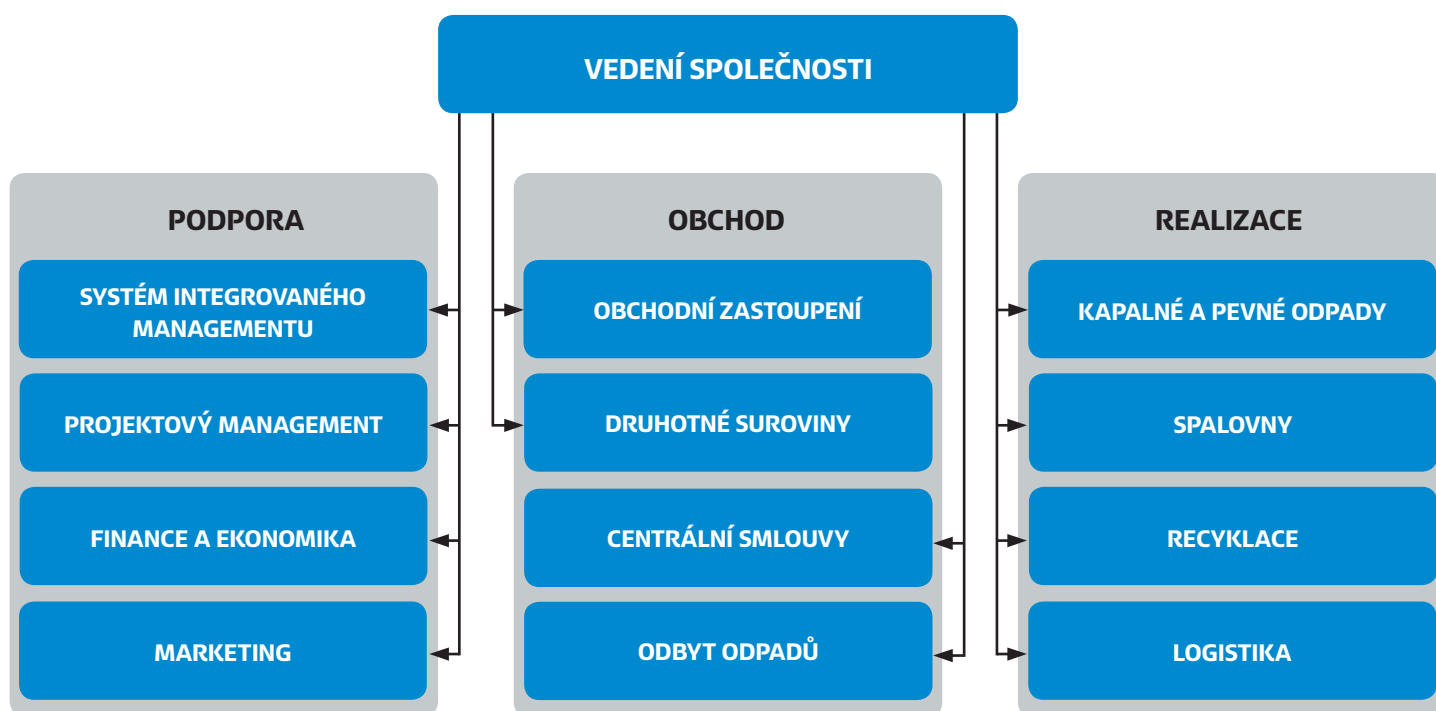 VEDENÍ SPOLEČNOSTI
PODPORA
SYSTÉM INTEGROVANÉHO
MANAGEMENTU
PROJEKTOVÝ MANAGEMENT
FINANCE A EKONOMIKA
MARKETING
OBCHOD
OBCHODNÍ ZASTOUPENÍ
DRUHOTNÉ SUROVINY
CENTRÁLNÍ SMLOUVY
ODBYT ODPADŮ
REALIZACE
KAPALNÉ A PEVNÉ ODPADY
SPALOVNY
RECYKLACE
LOGISTIKA